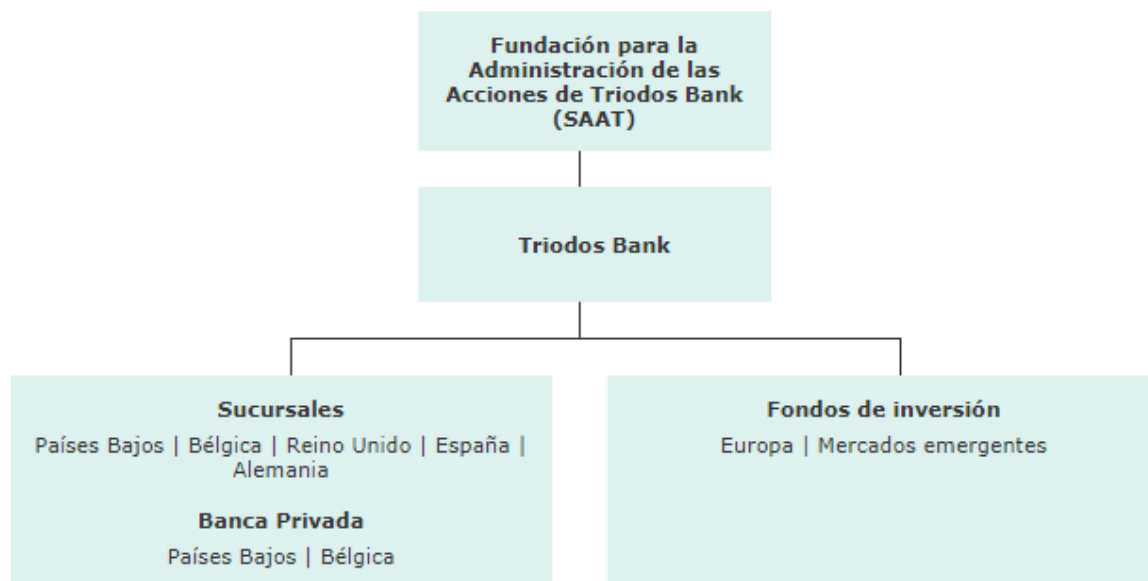 Fundación para la
Administración de las
Acciones de Triodos Bank
(SAAT)
Triodos Bank
Sucursales
Países Bajos | Bélgica | Reino Unido | España |
Alemania
Banca Privada
Países Bajos | Bélgica
Fondos de inversión
Europa | Mercados emergentes